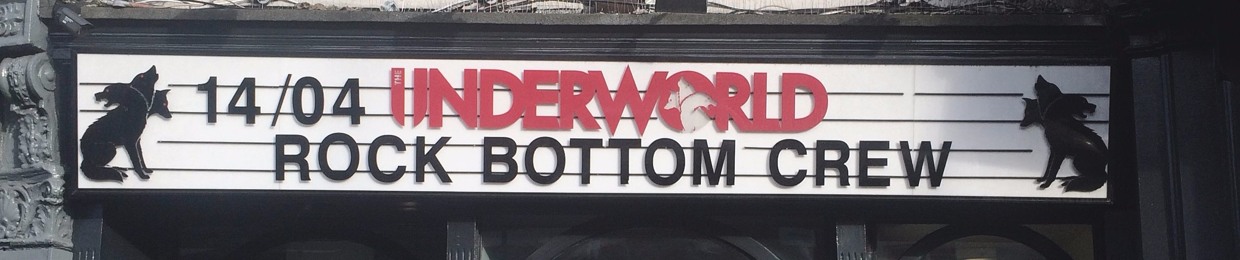 14/04 THE UNDERWORLD
ROCK BOTTOM CREW